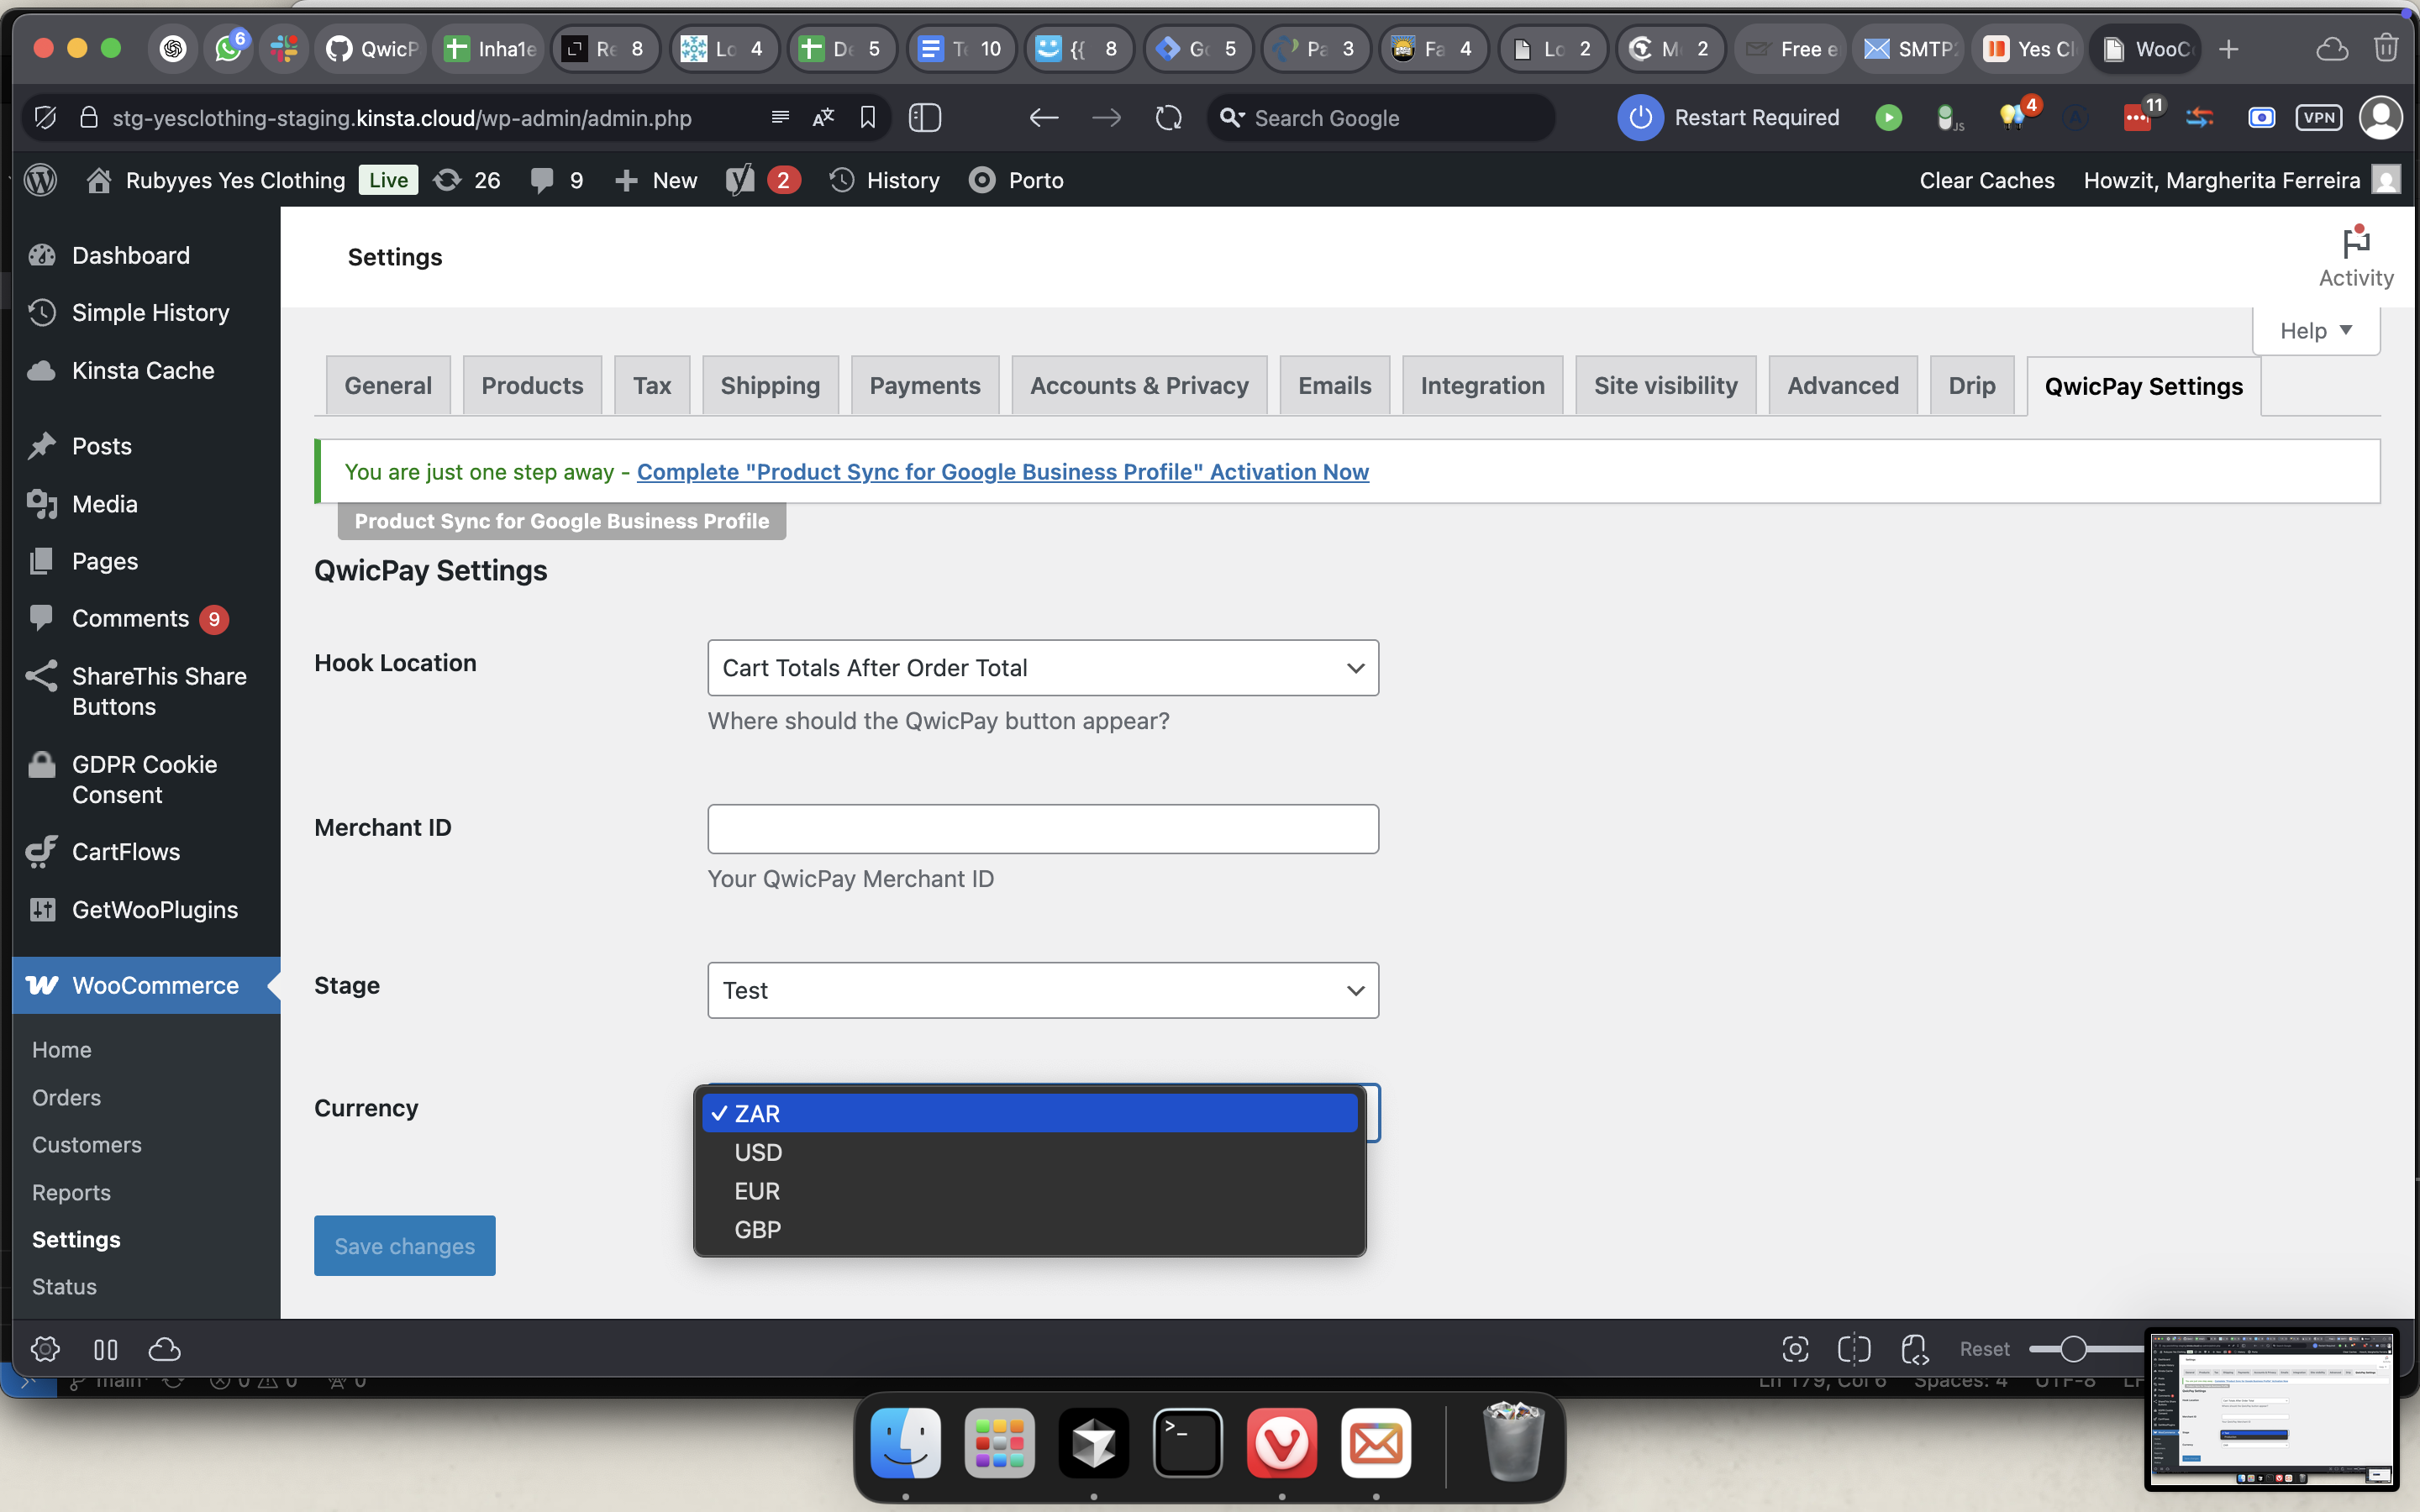 6
QwicP
Inha1e
Re 8
Lo 4
De 5
Te 10
{{ 8
Go 5
Pa 3
Fa 4
Lo 2
M 2
Free e
SMTP
Yes Cl
WooC
stg-yesclothing-staging.kinsta.cloud/wp-admin/admin.php
Search Google
Restart Required
JS
4
A
11
VPN
Rubyyes Yes Clothing
Live
26
9
New
2
History
Porto
Clear Caches
Howzit, Margherita Ferreira
Dashboard
Simple History
Kinsta Cache
Posts
Media
Pages
Comments 9
ShareThis Share
Buttons
GDPR Cookie
Consent
CartFlows
GetWooPlugins
WooCommerce
Home
Orders
Customers
Reports
Settings
Status
Settings
Activity
Help
General
Products
Tax
Shipping
Payments
Accounts & Privacy
Emails
Integration
Site visibility
Advanced
Drip
QwicPay Settings
You are just one step away - Complete "Product Sync for Google Business Profile" Activation Now
Product Sync for Google Business Profile
QwicPay Settings
Hook Location
Cart Totals After Order Total
Where should the QwicPay button appear?
Merchant ID
Your QwicPay Merchant ID
Stage
Test
Currency
✓ ZAR
USD
EUR
GBP
Save changes
Reset
main
0
0
0
Ln 179, Col 6
Spaces: 4
UTF-8
LF